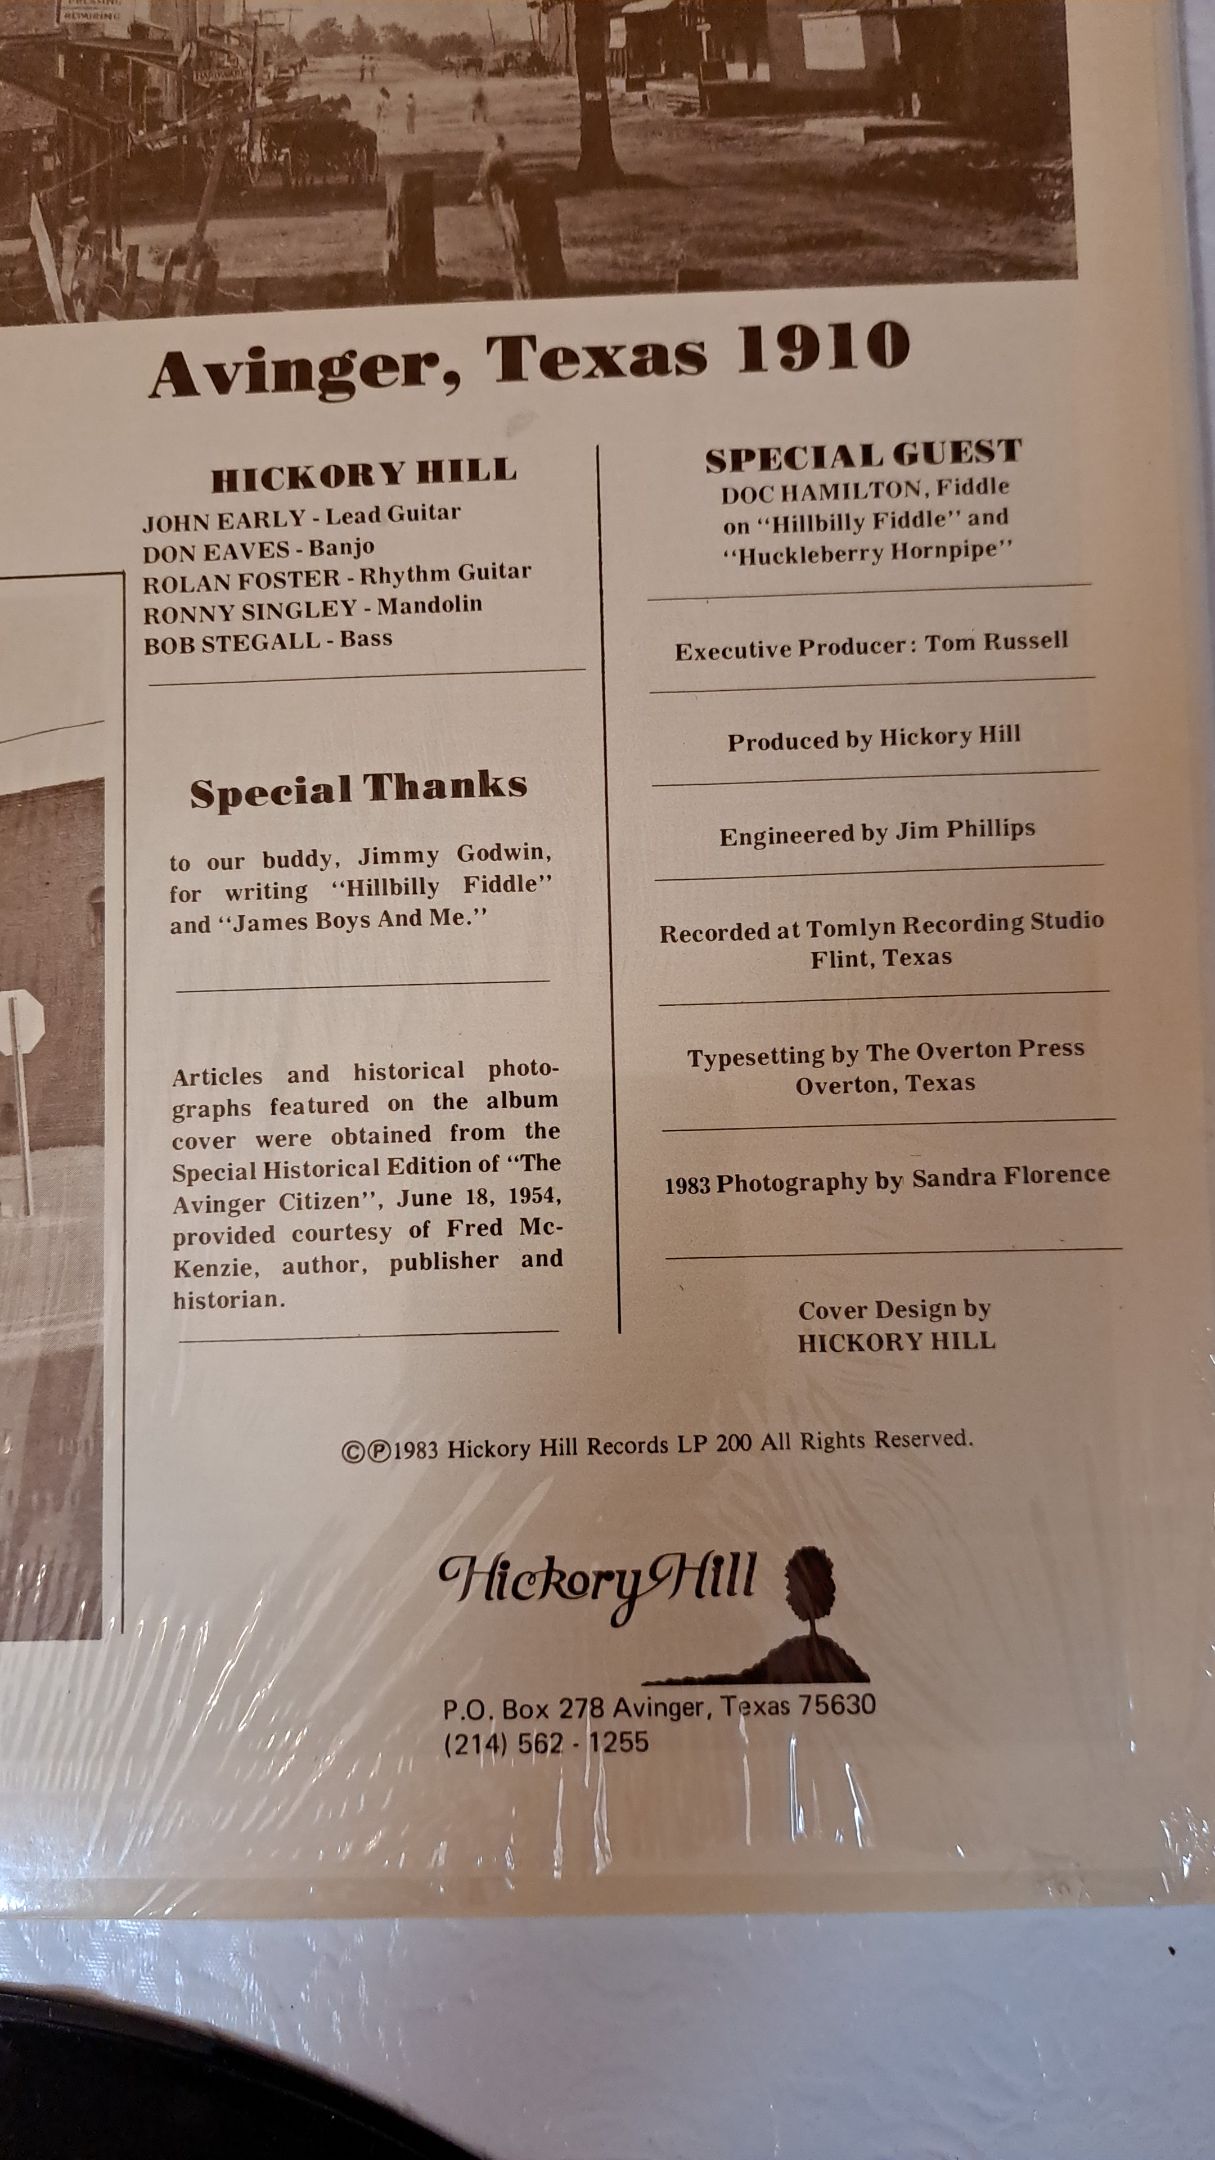 REPAIRING
Avinger, Texas 1910
HICKORY HILL
JOHN EARLY - Lead Guitar
DON EAVES - Banjo
ROLAN FOSTER - Rhythm Guitar
RONNY SINGLEY - Mandolin
BOB STEGALL - Bass
Special Thanks
to our buddy, Jimmy Godwin,
for writing “Hillbilly Fiddle”
and “James Boys And Me.”
Articles and historical photo-
graphs featured on the album
cover were obtained from the
Special Historical Edition of “The
Avinger Citizen”, June 18, 1954,
provided courtesy of Fred Mc-
Kenzie, author, publisher and
historian.
SPECIAL GUEST
DOC HAMILTON, Fiddle
on “Hillbilly Fiddle” and
“Huckleberry Hornpipe”
Executive Producer: Tom Russell
Produced by Hickory Hill
Engineered by Jim Phillips
Recorded at Tomlyn Recording Studio
Flint, Texas
Typesetting by The Overton Press
Overton, Texas
1983 Photography by Sandra Florence
Cover Design by
HICKORY HILL
©℗1983 Hickory Hill Records LP 200 All Rights Reserved.
Hickory Hill
P.O. Box 278 Avinger, Texas 75630
(214) 562 - 1255